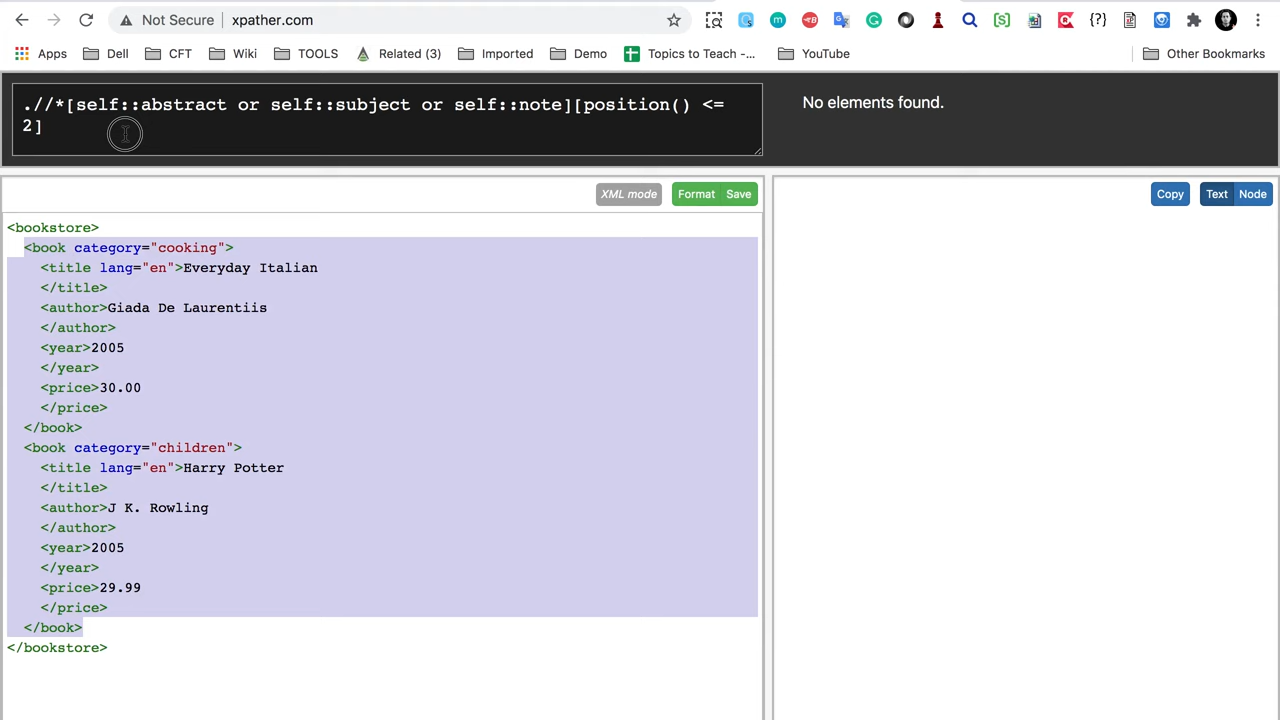 Not Secure xpather.com
Apps Dell CFT Wiki TOOLS Related (3) Imported Demo Topics to Teach -... YouTube Other Bookmarks
.//*[self::abstract or self::subject or self::note][position() <=
2]
No elements found.
XML mode Format Save Copy Text Node
<bookstore>
<book category="cooking">
<title lang="en">Everyday Italian
</title>
<author>Giada De Laurentiis
</author>
<year>2005
</year>
<price>30.00
</price>
</book>
<book category="children">
<title lang="en">Harry Potter
</title>
<author>J K. Rowling
</author>
<year>2005
</year>
<price>29.99
</price>
</book>
</bookstore>